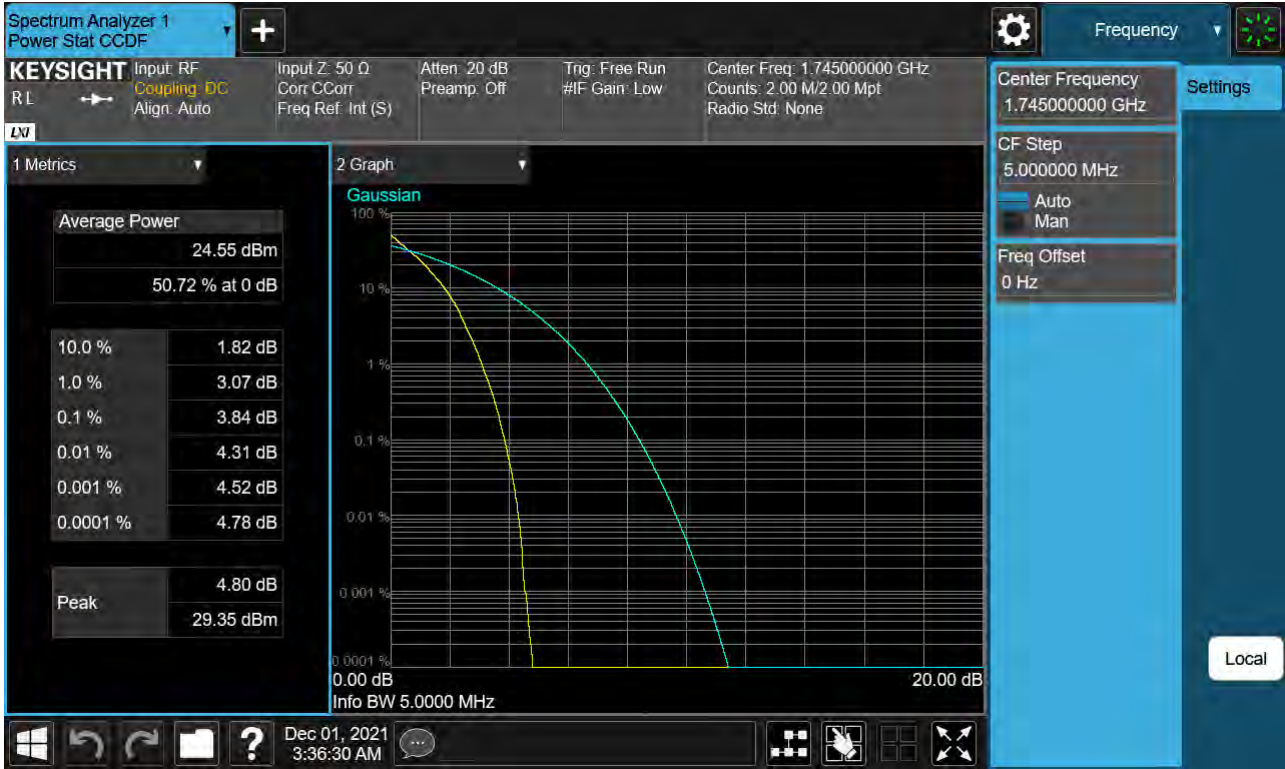 Spectrum Analyzer 1
Power Stat CCDF
Frequency
KEYSIGHT
RL
LXI
Input: RF
Coupling: DC
Align: Auto
Input Z: 50 Ω
Corr CCorr
Freq Ref: Int (S)
Atten: 20 dB
Preamp: Off
Trig: Free Run
#IF Gain: Low
Center Freq: 1.745000000 GHz
Counts: 2.00 M/2.00 Mpt
Radio Std: None
Center Frequency
1.745000000 GHz
Settings
CF Step
5.000000 MHz
Auto
Man
Freq Offset
0 Hz
Local
1 Metrics
Average Power
24.55 dBm
50.72 % at 0 dB
10.0 % 1.82 dB
1.0 % 3.07 dB
0.1 % 3.84 dB
0.01 % 4.31 dB
0.001 % 4.52 dB
0.0001 % 4.78 dB
Peak
4.80 dB
29.35 dBm
2 Graph
Gaussian
100 %
10 %
1 %
0.1 %
0.01 %
0.001 %
0.0001 %
0.00 dB 20.00 dB
Info BW 5.0000 MHz
?
Dec 01, 2021
3:36:30 AM